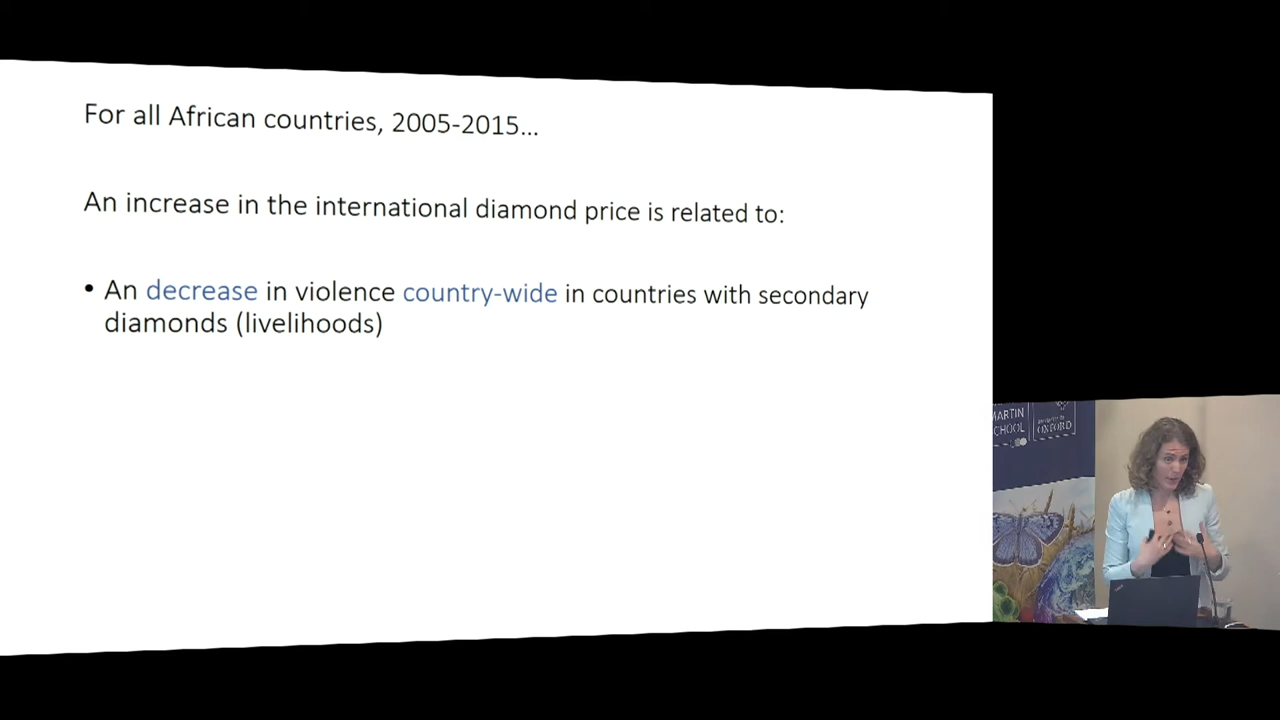 For all African countries, 2005-2015...
An increase in the international diamond price is related to:
• An decrease in violence country-wide in countries with secondary
diamonds (livelihoods)
MARTIN
SCHOOL
OXFORD